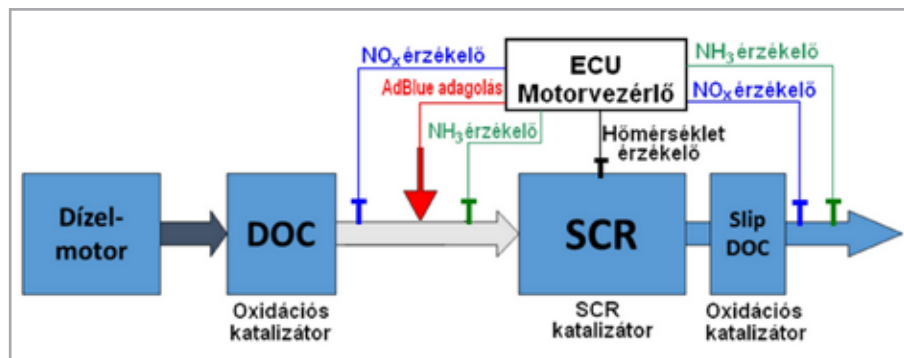 NOX érzékelő
AdBlue adagolás
NH3 érzékelő
ECU
Motorvezérlő
NH3 érzékelő
NOX érzékelő
Hőmérséklet
érzékelő
Dízel-
motor
DOC
SCR
Slip
DOC
Oxidációs
katalizátor
SCR
katalizátor
Oxidációs
katalizátor